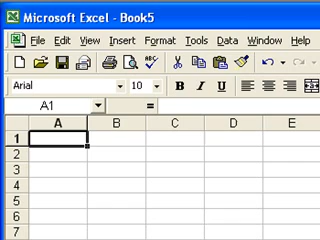 Microsoft Excel - Book5
File Edit View Insert Format Tools Data Window Help
ABC
Arial 10 B I U
A1 =
A B C D E
1
2
3
4
5
6
7